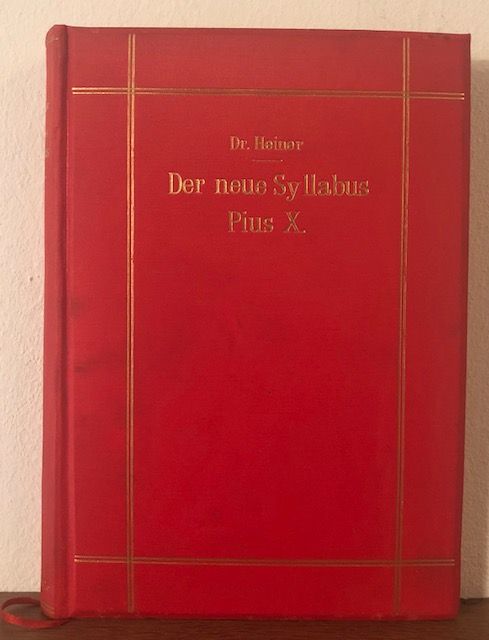 Dr. Heiner
Der neue Syllabus
Pius X.